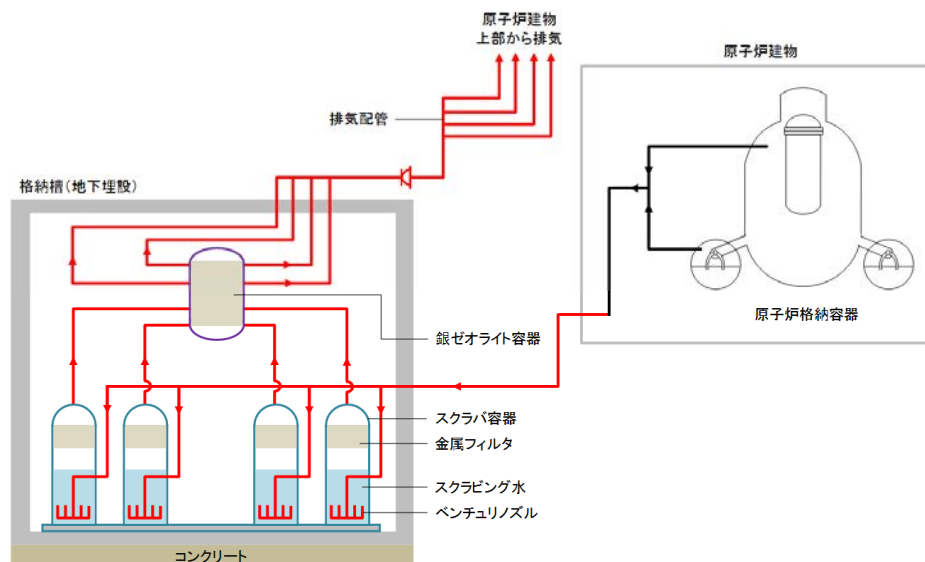 原子炉建物
上部から排気
原子炉建物
排気配管
格納槽(地下埋設)
原子炉格納容器
銀ゼオライト容器
スクラバ容器
金属フィルタ
スクラビング水
ベンチュリノズル
コンクリート